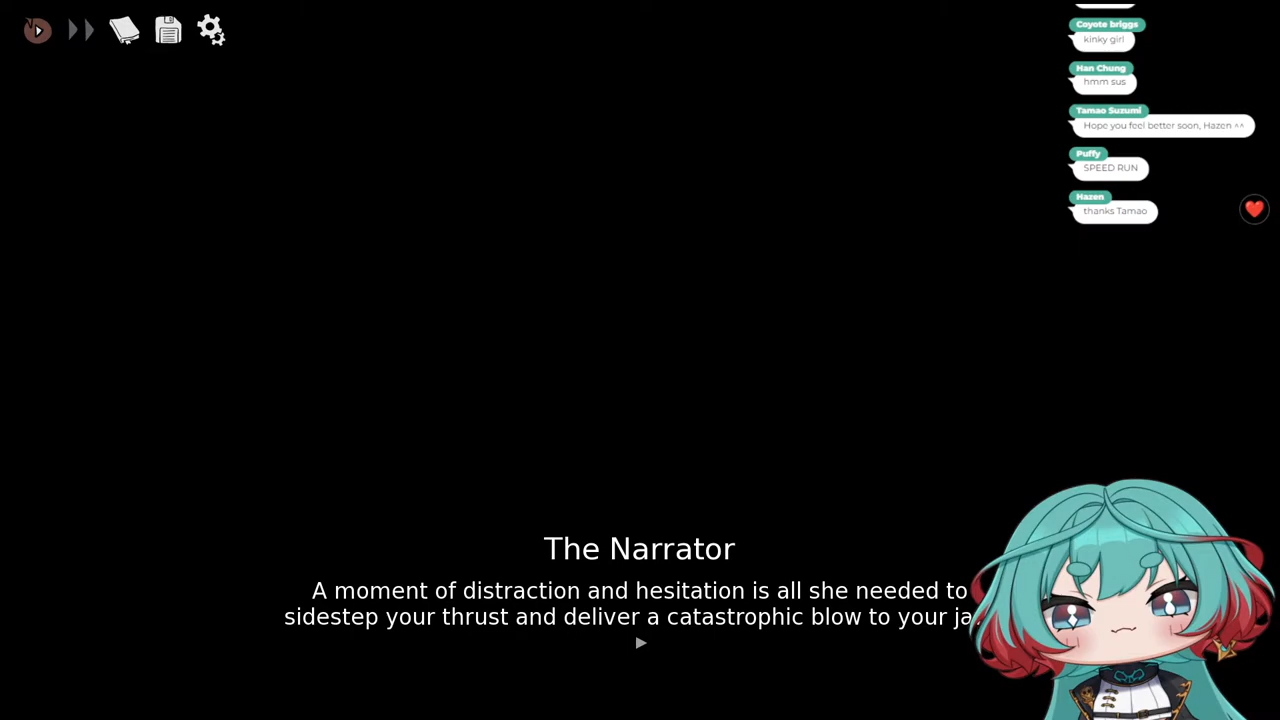 Coyote briggs
kinky girl
Han Chung
hmm sus
Tamao Suzumi
Hope you feel better soon, Hazen ^^
Puffy
SPEED RUN
Hazen
thanks Tamao
The Narrator
A moment of distraction and hesitation is all she needed to
sidestep your thrust and deliver a catastrophic blow to your